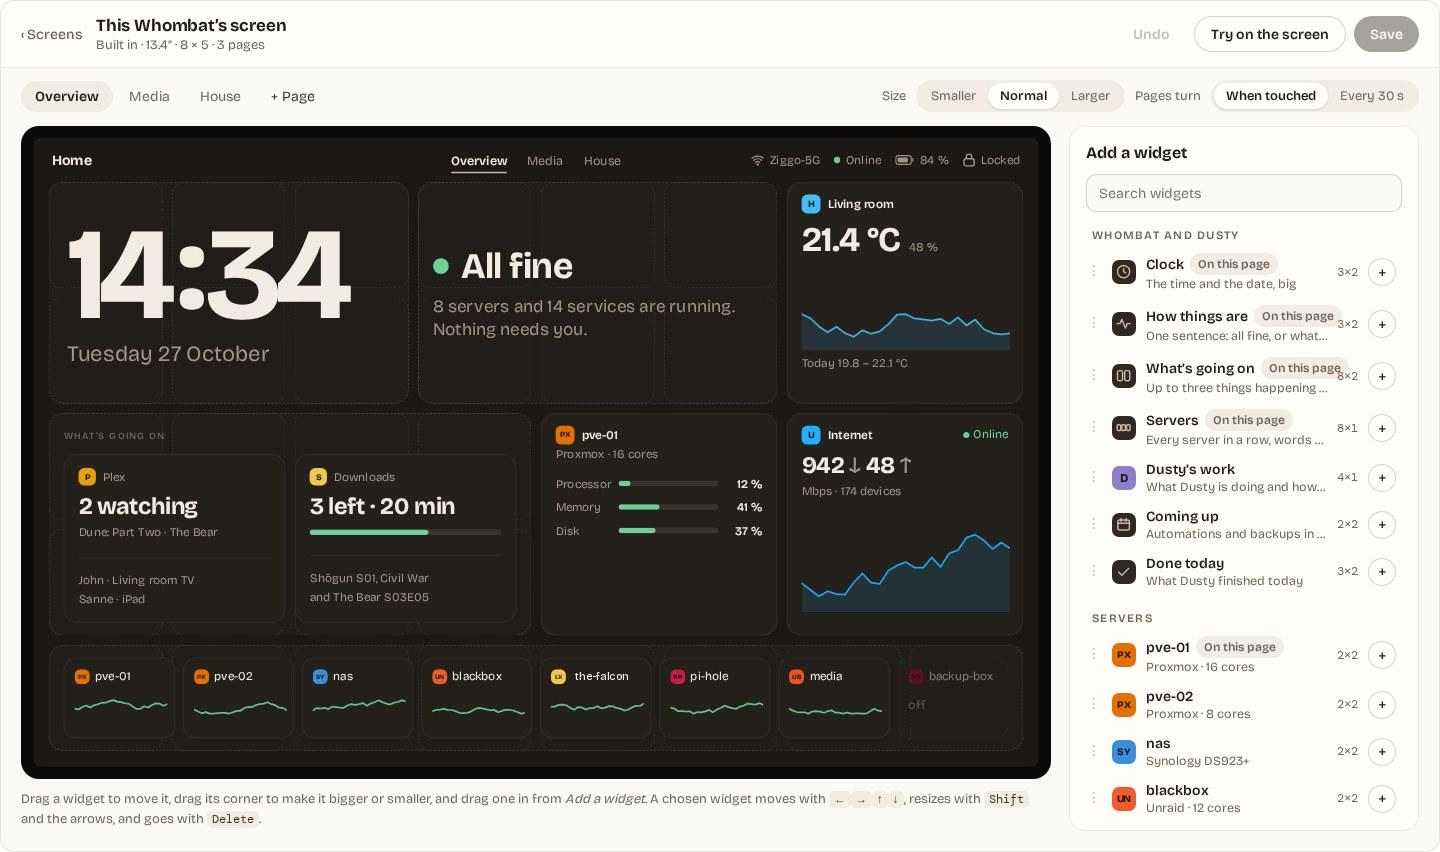 ‹ Screens
This Whombat's screen
Built in · 13.4″ · 8 × 5 · 3 pages
Undo
Try on the screen
Save
Overview Media House + Page
Size Smaller Normal Larger Pages turn When touched Every 30 s
Home
Overview Media House
Ziggo-5G Online 84 % Locked
14:34
Tuesday 27 October
All fine
8 servers and 14 services are running.
Nothing needs you.
H Living room
21.4 °C 48 %
Today 19.8 – 22.1 °C
WHAT'S GOING ON
P Plex
2 watching
Dune: Part Two · The Bear
John · Living room TV
Sanne · iPad
S Downloads
3 left · 20 min
Shōgun S01, Civil War
and The Bear S03E05
PX pve-01
Proxmox · 16 cores
Processor 12 %
Memory 41 %
Disk 37 %
U Internet Online
942 ↓ 48 ↑
Mbps · 174 devices
PX pve-01
PX pve-02
SY nas
UN blackbox
LX the-falcon
RP pi-hole
UB media
backup-box
off
Drag a widget to move it, drag its corner to make it bigger or smaller, and drag one in from Add a widget. A chosen widget moves with ← → ↑ ↓, resizes with Shift
and the arrows, and goes with Delete.
Add a widget
Search widgets
WHOMBAT AND DUSTY
Clock On this page 3×2 +
The time and the date, big
How things are On this page 3×2 +
One sentence: all fine, or what…
What's going on On this page 8×2 +
Up to three things happening …
Servers On this page 8×1 +
Every server in a row, words …
D Dusty's work 4×1 +
What Dusty is doing and how…
Coming up 2×2 +
Automations and backups in …
Done today 3×2 +
What Dusty finished today
SERVERS
PX pve-01 On this page 2×2 +
Proxmox · 16 cores
PX pve-02 2×2 +
Proxmox · 8 cores
SY nas 2×2 +
Synology DS923+
UN blackbox 2×2 +
Unraid · 12 cores